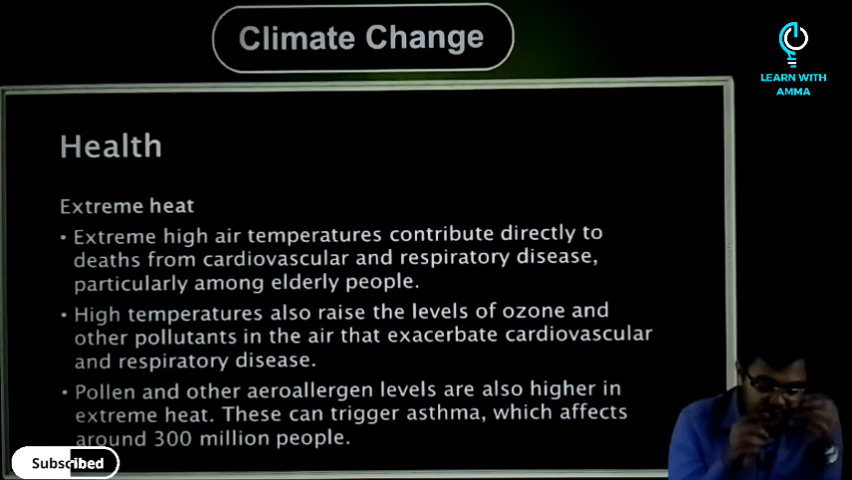 Climate Change
LEARN WITH
AMMA
Health
Extreme heat
• Extreme high air temperatures contribute directly to
deaths from cardiovascular and respiratory disease,
particularly among elderly people.
• High temperatures also raise the levels of ozone and
other pollutants in the air that exacerbate cardiovascular
and respiratory disease.
• Pollen and other aeroallergen levels are also higher in
extreme heat. These can trigger asthma, which affects
around 300 million people.
Subscribed